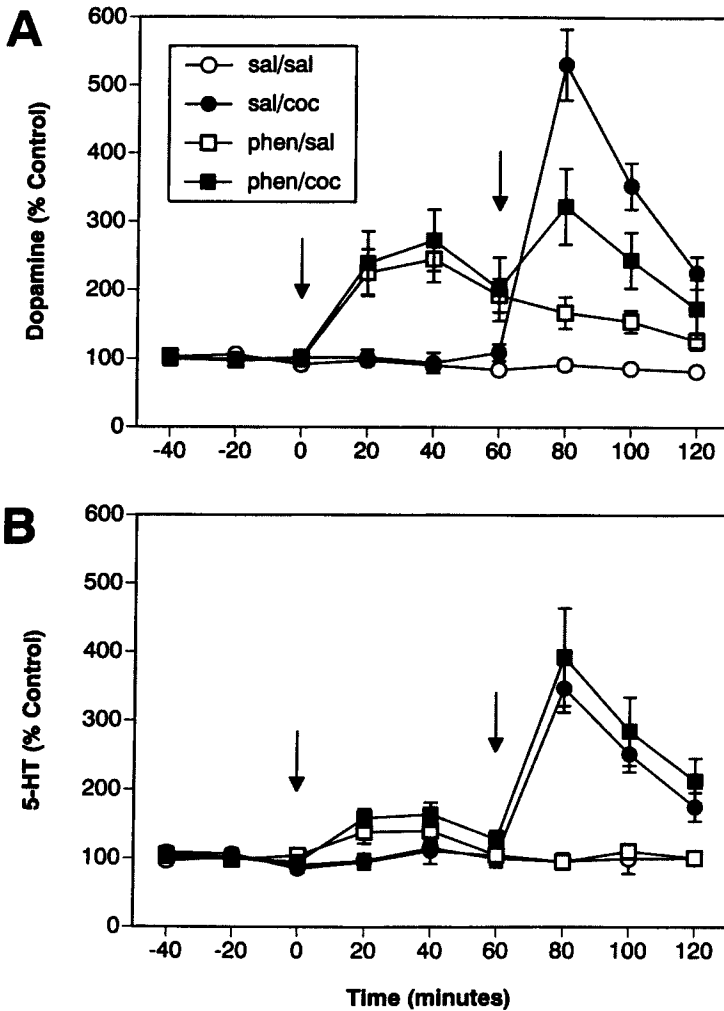 A
Dopamine (% Control)
600
500
400
300
200
100
0
sal/sal
sal/coc
phen/sal
phen/coc
-40 -20 0 20 40 60 80 100 120
B
5-HT (% Control)
600
500
400
300
200
100
0
-40 -20 0 20 40 60 80 100 120
Time (minutes)